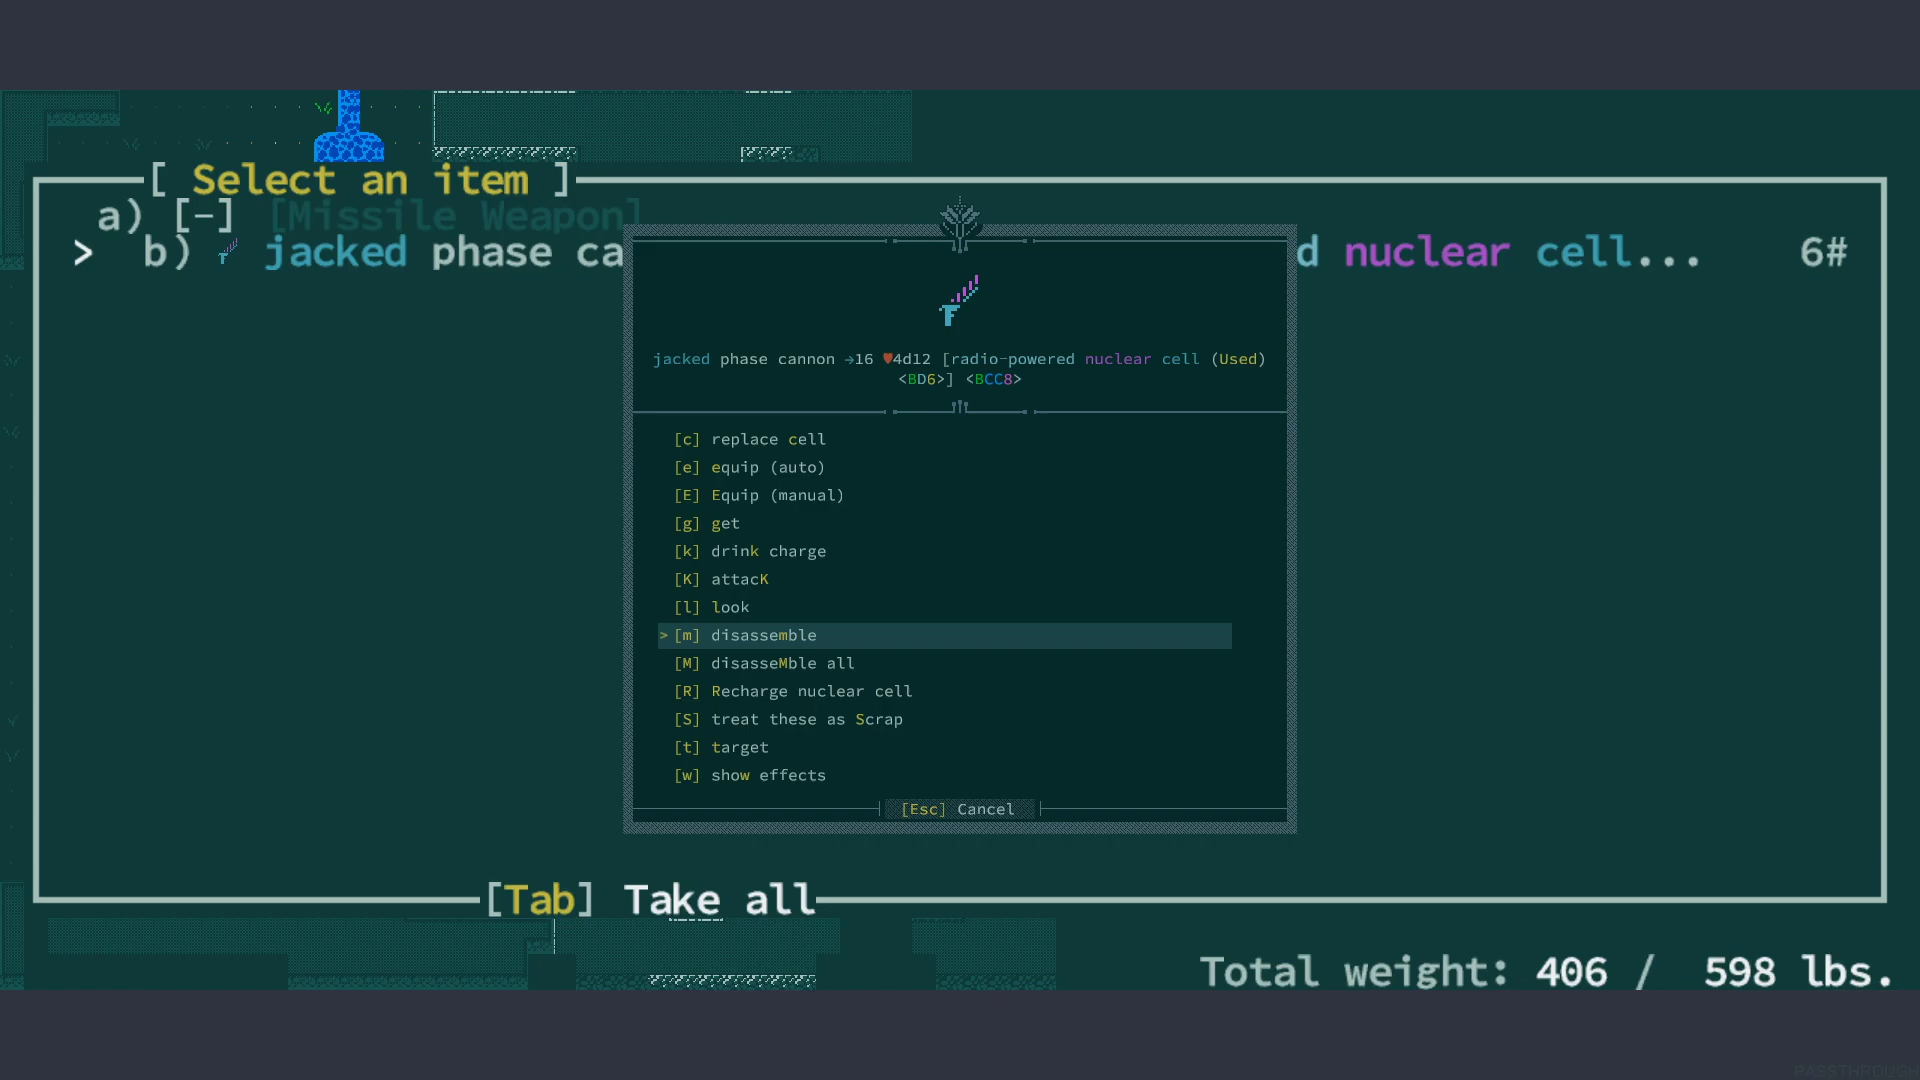 [ Select an item ]
a) [-] [Missile Weapon]
> b) jacked phase ca
d nuclear cell... 6#
jacked phase cannon →16 ♥4d12 [radio-powered nuclear cell (Used)
<BD6>] <BCC8>
[c] replace cell
[e] equip (auto)
[E] Equip (manual)
[g] get
[k] drink charge
[K] attacK
[l] look
> [m] disassemble
[M] disasseMble all
[R] Recharge nuclear cell
[S] treat these as Scrap
[t] target
[w] show effects
[Esc] Cancel
[Tab] Take all
Total weight: 406 / 598 lbs.
PASSTHROUGH